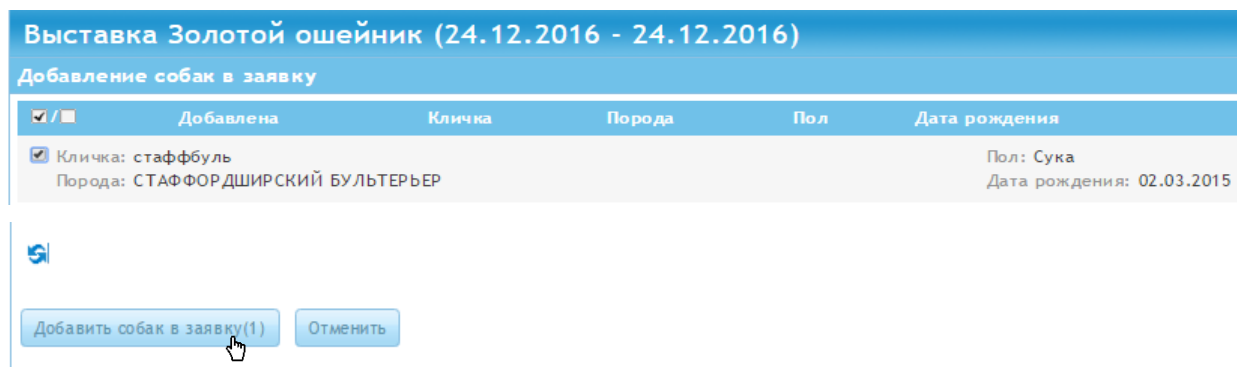 Выставка Золотой ошейник (24.12.2016 - 24.12.2016)
Добавление собак в заявку
/ Добавлена Кличка Порода Пол Дата рождения
Кличка: стаффбуль Пол: Сука
Порода: СТАФФОРДШИРСКИЙ БУЛЬТЕРЬЕР Дата рождения: 02.03.2015
Добавить собак в заявку(1) Отменить